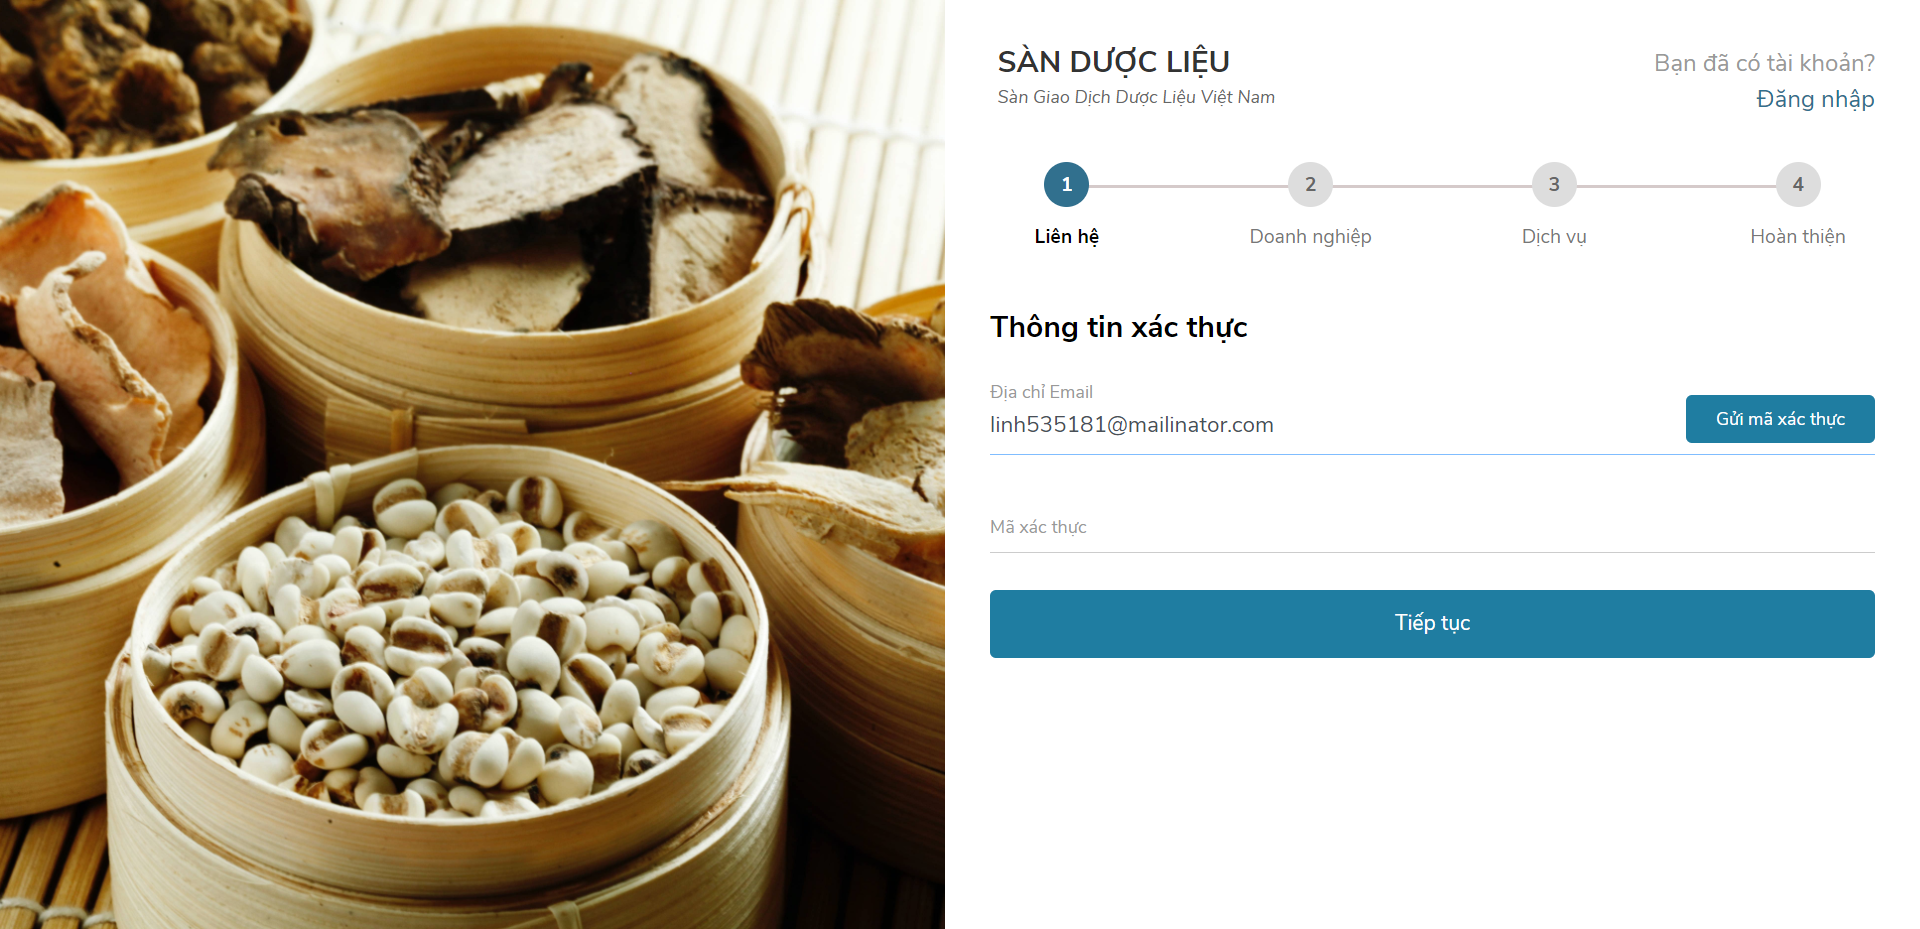 SÀN DƯỢC LIỆU
Sàn Giao Dịch Dược Liệu Việt Nam
Bạn đã có tài khoản?
Đăng nhập
1
2
3
4
Liên hệ
Doanh nghiệp
Dịch vụ
Hoàn thiện
Thông tin xác thực
Địa chỉ Email
linh535181@mailinator.com
Gửi mã xác thực
Mã xác thực
Tiếp tục